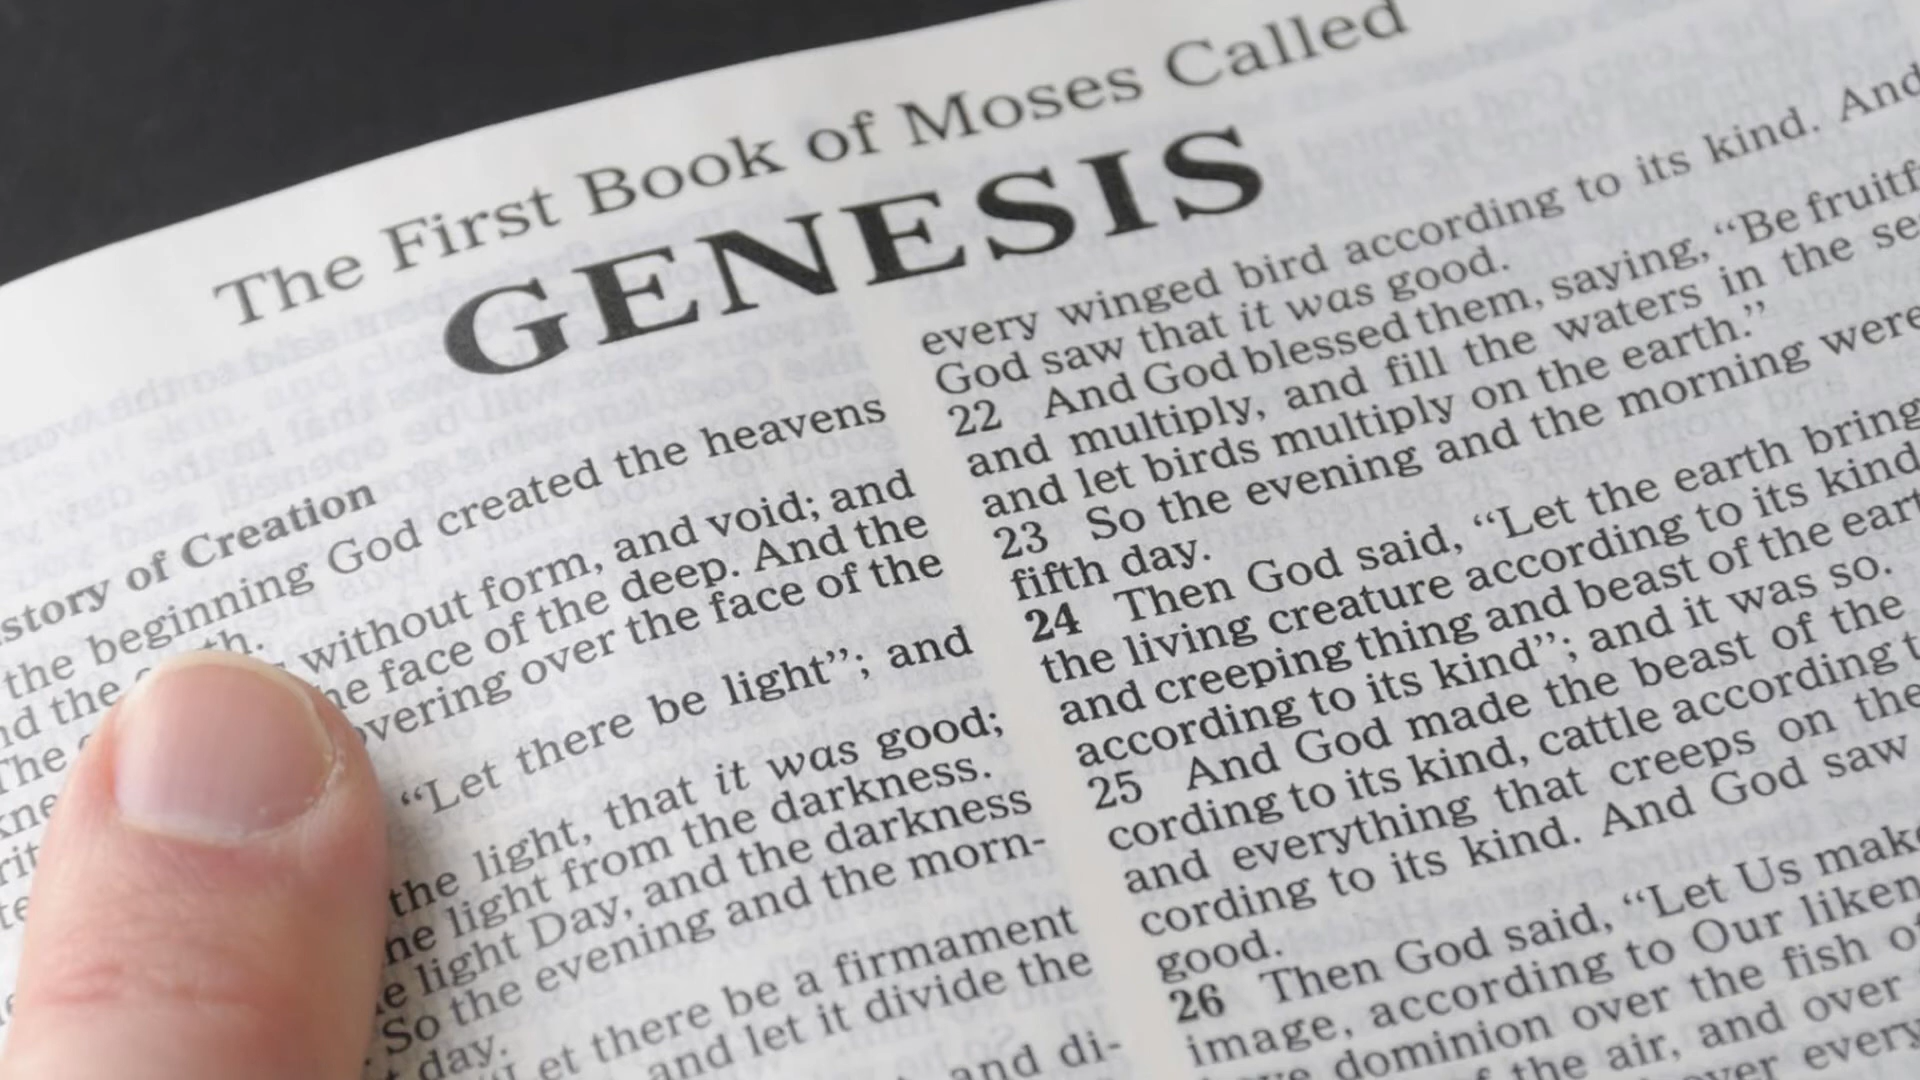 The First Book of Moses Called
GENESIS
story of Creation
the beginning God created the heavens
nd the
without form, and void; and
face of the deep. And the
overing over the face of the
"Let there be light"; and
the light, that it was good;
light from the darkness.
light Day, and the darkness
So the evening and the morn-
day.
there be a firmament
and let it divide the
and di-
every winged bird according to its kind. And
God saw that it was good.
22 And God blessed them, saying, "Be fruitf
and multiply, and fill the waters in the se
and let birds multiply on the earth."
23 So the evening and the morning were
fifth day.
24 Then God said, "Let the earth bring
the living creature according to its kind
and creeping thing and beast of the eart
according to its kind"; and it was so.
25 And God made the beast of the
cording to its kind, cattle according t
and everything that creeps on the
cording to its kind. And God saw
good.
26 Then God said, "Let Us make
image, according to Our liken
dominion over the fish o
the air, and over
every